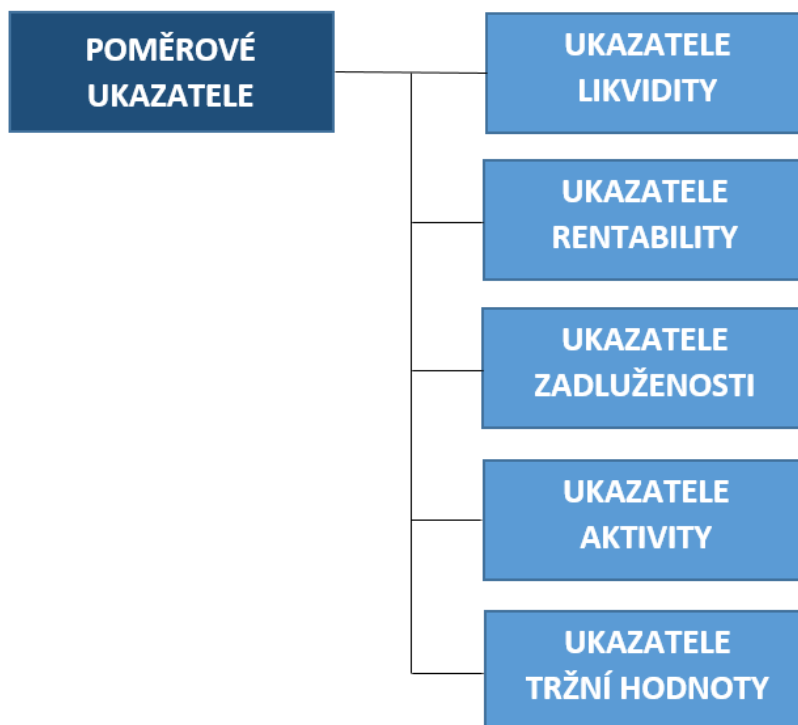 POMĚROVÉ
UKAZATELE
UKAZATELE
LIKVIDITY
UKAZATELE
RENTABILITY
UKAZATELE
ZADLUŽENOSTI
UKAZATELE
AKTIVITY
UKAZATELE
TRŽNÍ HODNOTY